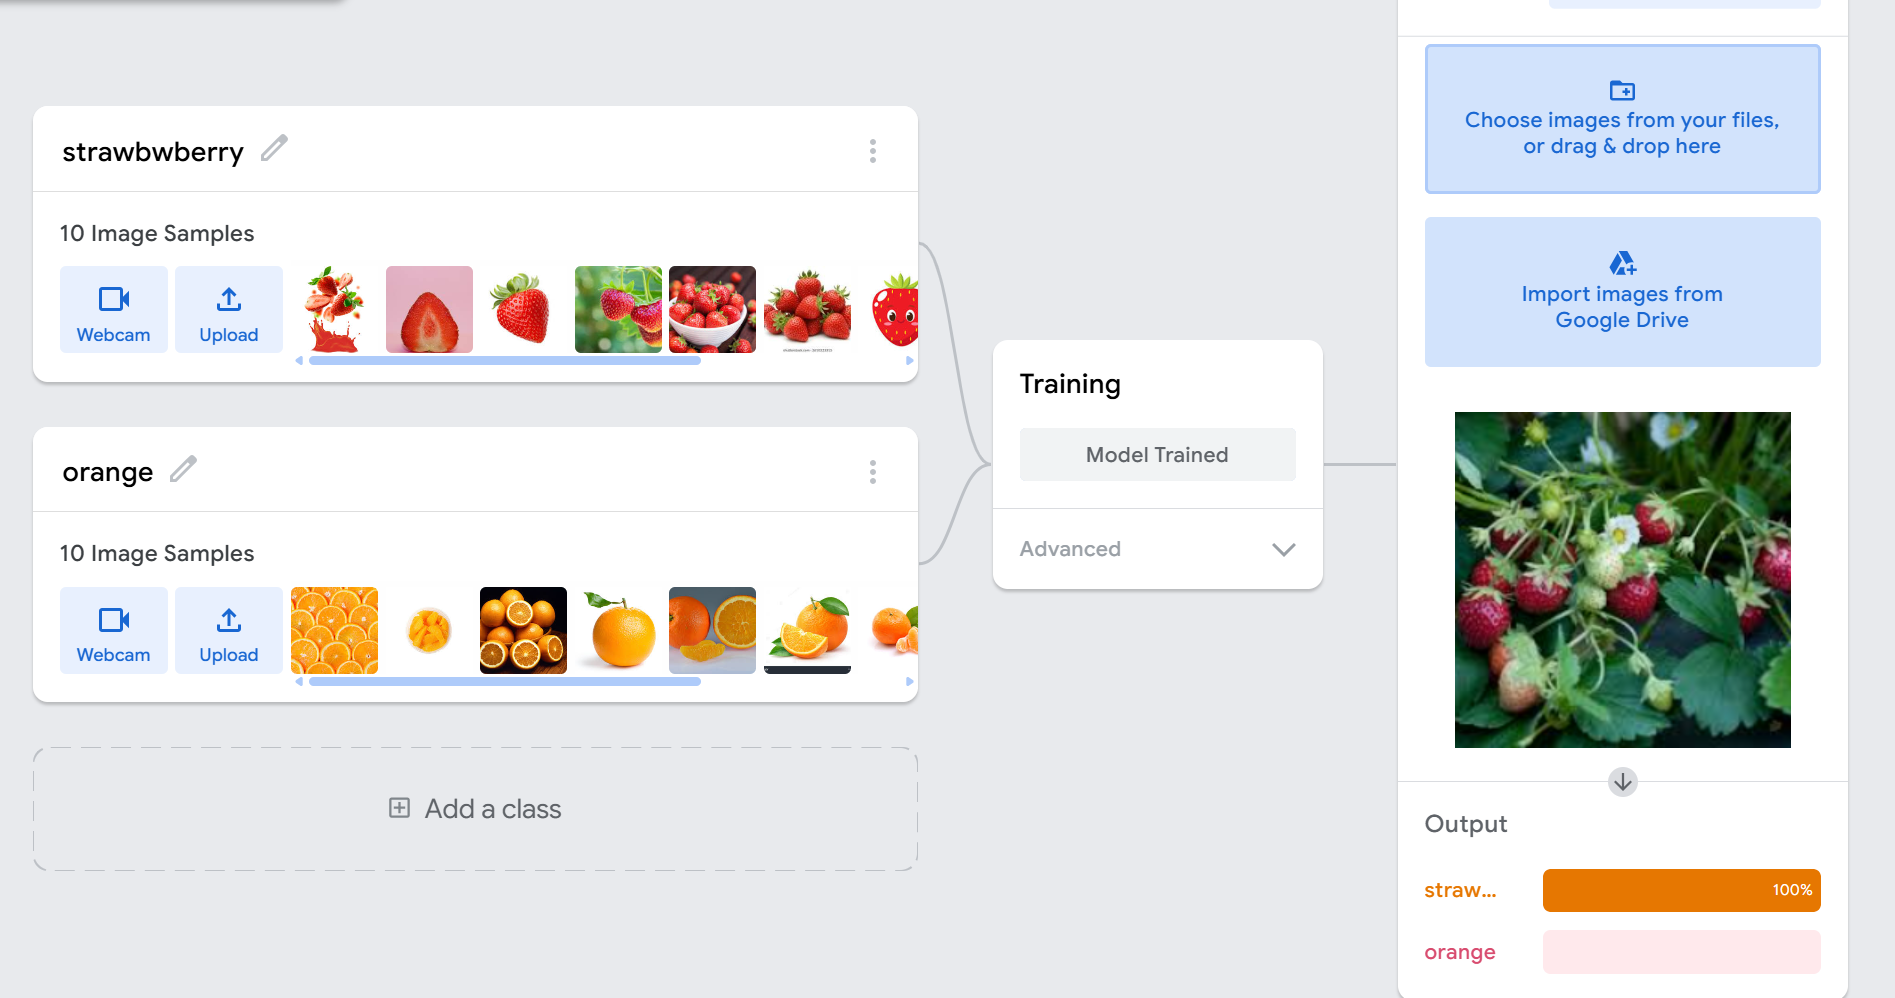 strawbwberry
10 Image Samples
Webcam
Upload
orange
10 Image Samples
Webcam
Upload
Add a class
Training
Model Trained
Advanced
Choose images from your files,
or drag & drop here
Import images from
Google Drive
Output
straw...
100%
orange